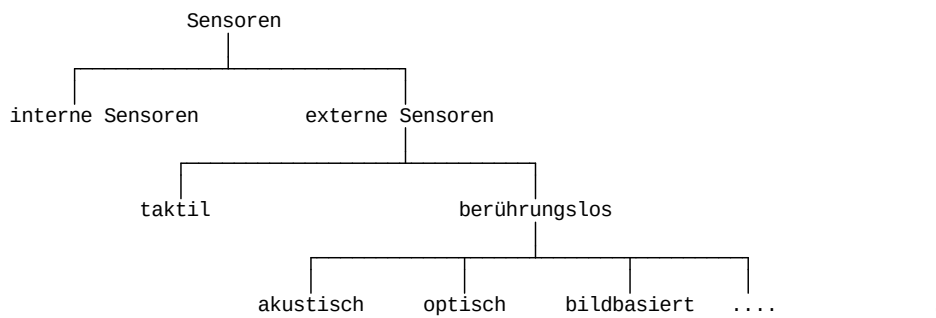 Sensoren
interne Sensoren externe Sensoren
taktil berührungslos
akustisch optisch bildbasiert ....